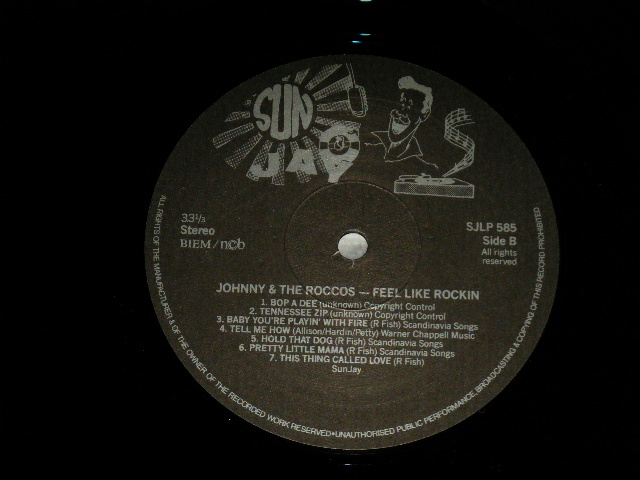 SUN
JAY
33 1/3
Stereo
BIEM/n©b
SJLP 585
Side B
All rights
reserved
JOHNNY & THE ROCCOS — FEEL LIKE ROCKIN
1. BOP A DEE (unknown) Copyright Control
2. TENNESSEE ZIP (unknown) Copyright Control
3. BABY YOU'RE PLAYIN' WITH FIRE (R Fish) Scandinavia Songs
4. TELL ME HOW (Allison/Hardin/Petty) Warner Chappell Music
5. HOLD THAT DOG (R Fish) Scandinavia Songs
6. PRETTY LITTLE MAMA (R Fish) Scandinavia Songs
7. THIS THING CALLED LOVE (R Fish)
SunJay
ALL RIGHTS OF THE MANUFACTURER & OF THE OWNER OF THE RECORDED WORK RESERVED•UNAUTHORISED PUBLIC PERFORMANCE BROADCASTING & COPYING OF THIS RECORD PROHIBITED